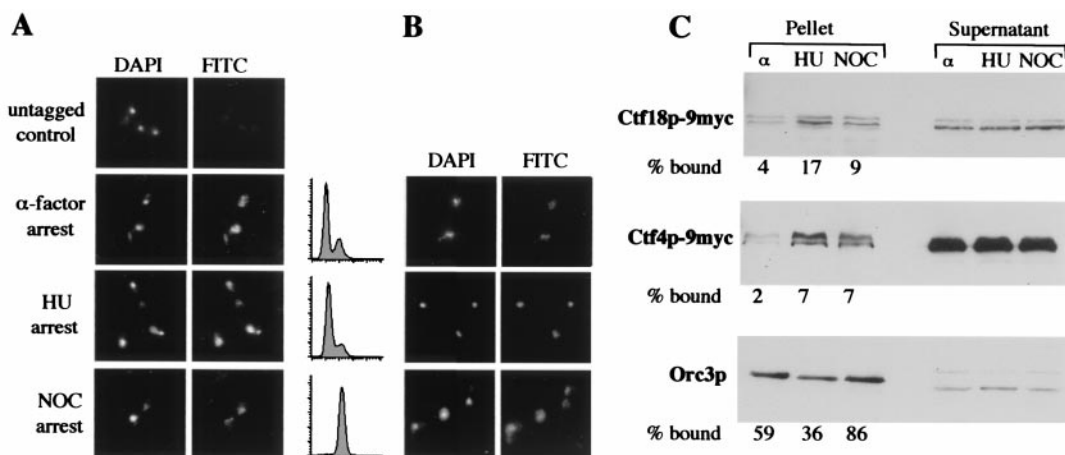 A
B
C
DAPI FITC
untagged
control
α-factor
arrest
HU
arrest
NOC
arrest
DAPI FITC
Pellet Supernatant
α HU NOC α HU NOC
Ctf18p-9myc
% bound 4 17 9
Ctf4p-9myc
% bound 2 7 7
Orc3p
% bound 59 36 86